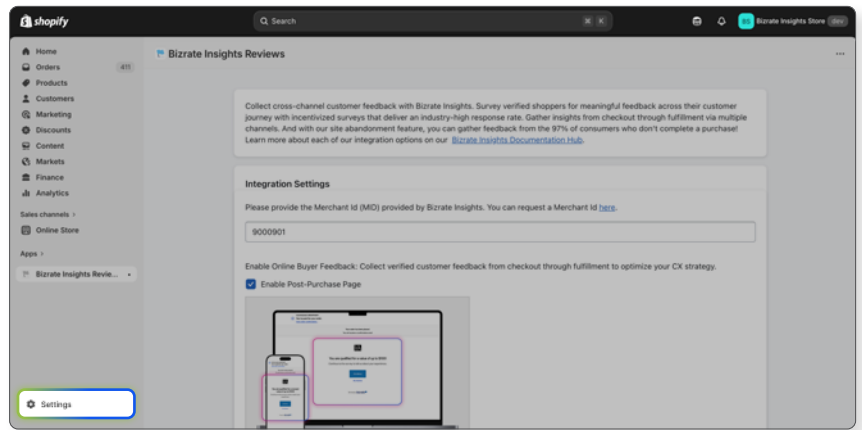 shopify
Search
⌘ K
BS Bizrate Insights Store dev
Home
Orders 411
Products
Customers
Marketing
Discounts
Content
Markets
Finance
Analytics
Sales channels >
Online Store
Apps >
Bizrate Insights Revie...
Settings
Bizrate Insights Reviews
Collect cross-channel customer feedback with Bizrate Insights. Survey verified shoppers for meaningful feedback across their customer
journey with incentivized surveys that deliver an industry-high response rate. Gather insights from checkout through fulfillment via multiple
channels. And with our site abandonment feature, you can gather feedback from the 97% of consumers who don't complete a purchase!
Learn more about each of our integration options on our Bizrate Insights Documentation Hub.
Integration Settings
Please provide the Merchant Id (MID) provided by Bizrate Insights. You can request a Merchant Id here.
9000901
Enable Online Buyer Feedback: Collect verified customer feedback from checkout through fulfillment to optimize your CX strategy.
Enable Post-Purchase Page